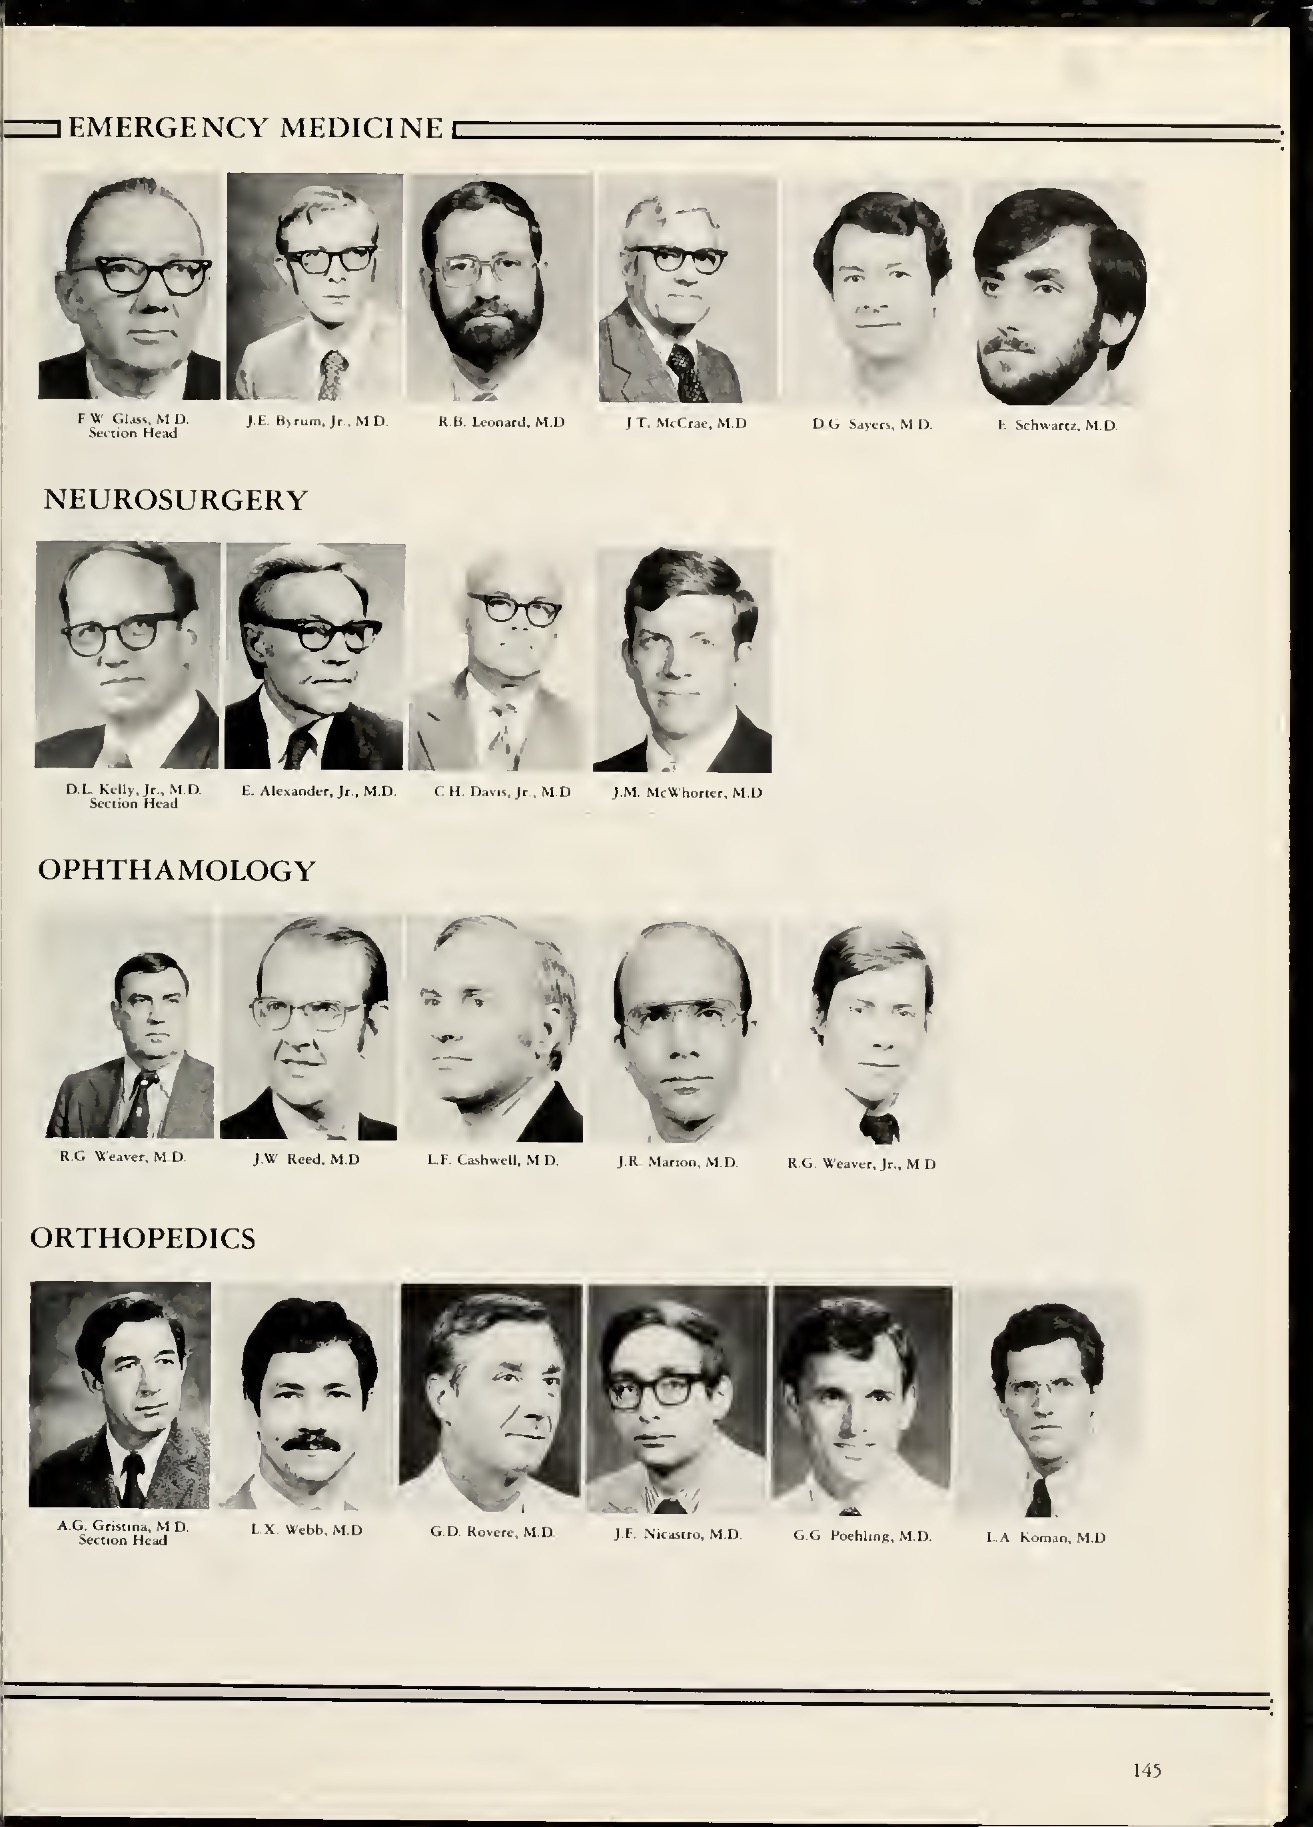 EMERGENCY MEDICINE
F W Glass, M D.
Section Head
J.E. Byrum, Jr., M D.
R.B. Leonard, M.D
J T. McCrae, M.D
D.G Sayers, M D.
F. Schwartz, M.D.
NEUROSURGERY
D.L. Kelly, Jr., M.D.
Section Head
E. Alexander, Jr., M.D.
C H. Davis, Jr., M D
J.M. McWhorter, M.D
OPHTHAMOLOGY
R.G Weaver, M D.
J.W Reed, M.D
L.F. Cashwell, M D.
J.R. Marion, M.D.
R.G. Weaver, Jr., M D
ORTHOPEDICS
A.G. Gristina, M D.
Section Head
L.X. Webb, M.D
G.D. Rovere, M.D.
J.F. Nicastro, M.D.
G.G Poehling, M.D.
L.A Koman, M.D
145